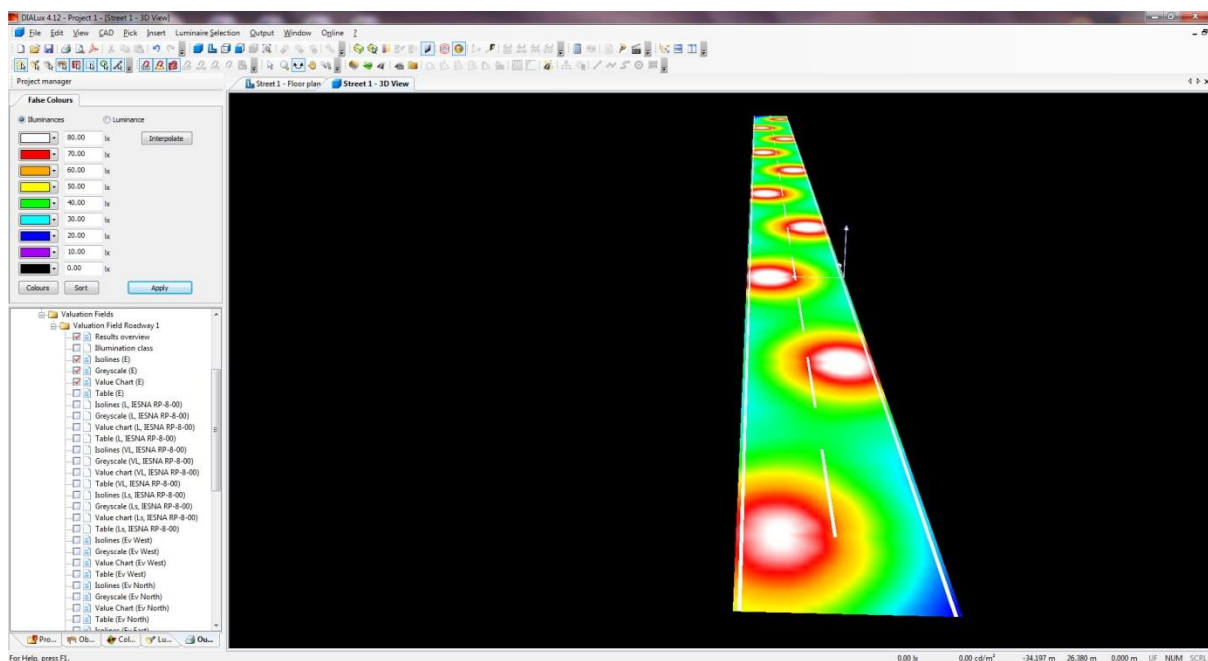 DIALux 4.12 - Project 1 - [Street 1 - 3D View]
File Edit View CAD Pick Insert Luminaire Selection Output Window Online ?
Project manager
Street 1 - Floor plan Street 1 - 3D View
False Colours
Illuminances Luminance
80.00 lx Interpolate
70.00 lx
60.00 lx
50.00 lx
40.00 lx
30.00 lx
20.00 lx
10.00 lx
0.00 lx
Colours Sort Apply
Valuation Fields
Valuation Field Roadway 1
Results overview
Illumination class
Isolines (E)
Greyscale (E)
Value Chart (E)
Table (E)
Isolines (L, IESNA RP-8-00)
Greyscale (L, IESNA RP-8-00)
Value chart (L, IESNA RP-8-00)
Table (L, IESNA RP-8-00)
Isolines (VL, IESNA RP-8-00)
Greyscale (VL, IESNA RP-8-00)
Value chart (VL, IESNA RP-8-00)
Table (VL, IESNA RP-8-00)
Isolines (Ls, IESNA RP-8-00)
Greyscale (Ls, IESNA RP-8-00)
Value chart (Ls, IESNA RP-8-00)
Table (Ls, IESNA RP-8-00)
Isolines (Ev West)
Greyscale (Ev West)
Value Chart (Ev West)
Table (Ev West)
Isolines (Ev North)
Greyscale (Ev North)
Value Chart (Ev North)
Table (Ev North)
Isolines (Ev East)
Pro... Ob... Col... Lu... Ou...
For Help, press F1. 0.00 lx 0.00 cd/m² -34.197 m 26.380 m 0.000 m UF NUM SCRL